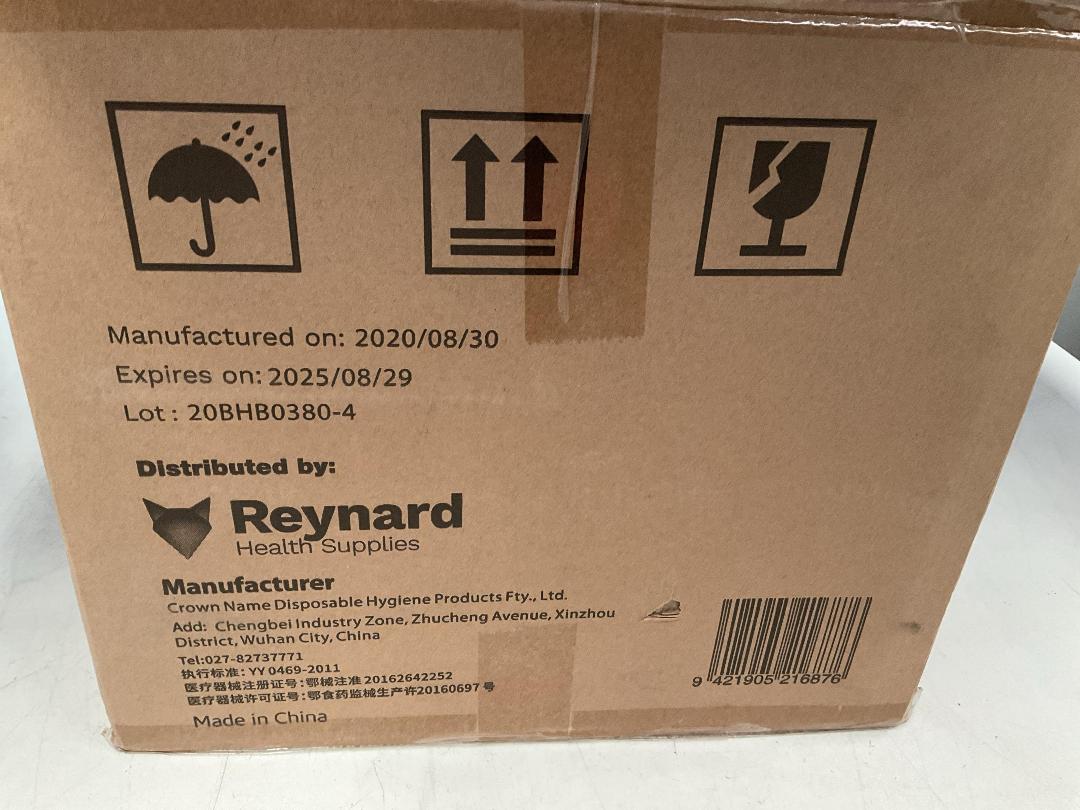 Manufactured on: 2020/08/30
Expires on: 2025/08/29
Lot : 20BHB0380-4
Distributed by:
Reynard
Health Supplies
Manufacturer
Crown Name Disposable Hygiene Products Fty., Ltd.
Add: Chengbei Industry Zone, Zhucheng Avenue, Xinzhou
District, Wuhan City, China
Tel:027-82737771
执行标准: YY 0469-2011
医疗器械注册证号: 鄂械注准 20162642252
医疗器械许可证号: 鄂食药监械生产许20160697 号
Made in China
9 421905 216876